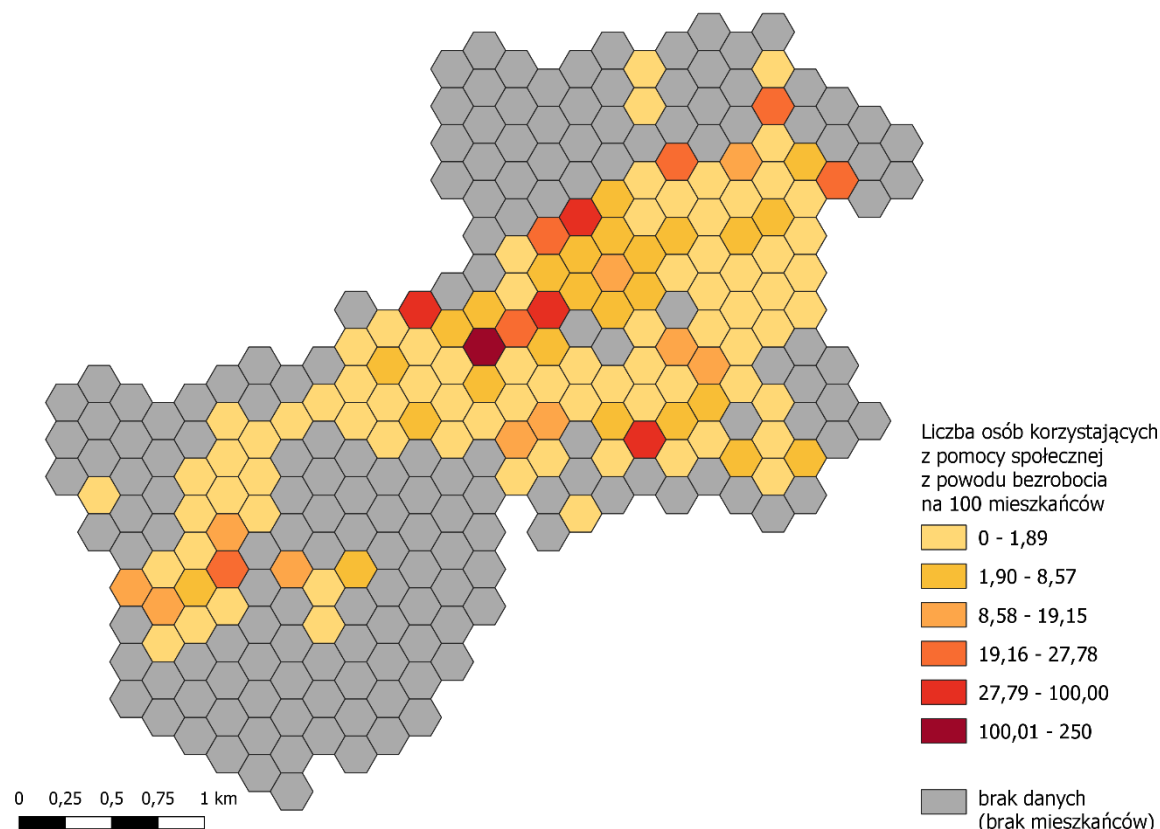 Liczba osób korzystających
z pomocy społecznej
z powodu bezrobocia
na 100 mieszkańców
0 - 1,89
1,90 - 8,57
8,58 - 19,15
19,16 - 27,78
27,79 - 100,00
100,01 - 250
brak danych
(brak mieszkańców)
0 0,25 0,5 0,75 1 km